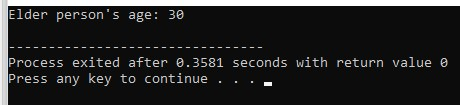 Elder person's age: 30
--------------------------------
Process exited after 0.3581 seconds with return value 0
Press any key to continue . . .